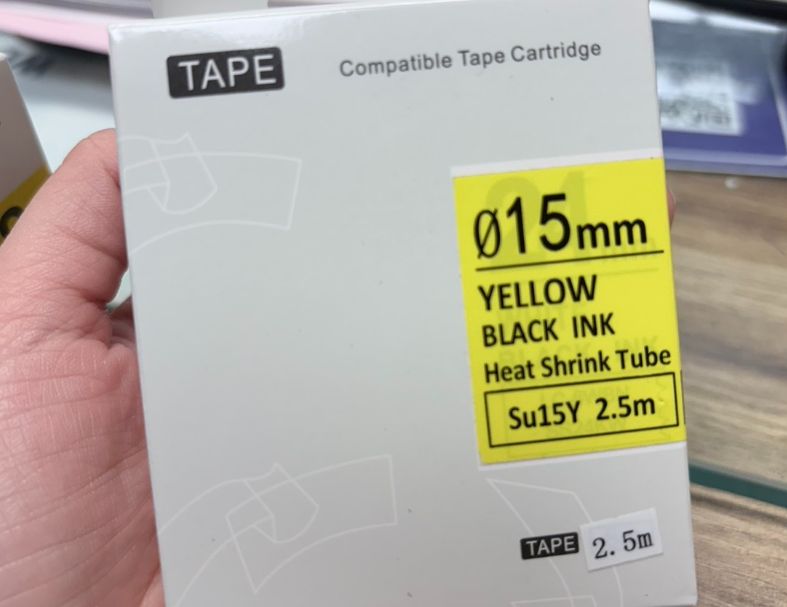 TAPE
Compatible Tape Cartridge
Ø15mm
YELLOW
BLACK INK
Heat Shrink Tube
Su15Y 2.5m
TAPE 2.5m